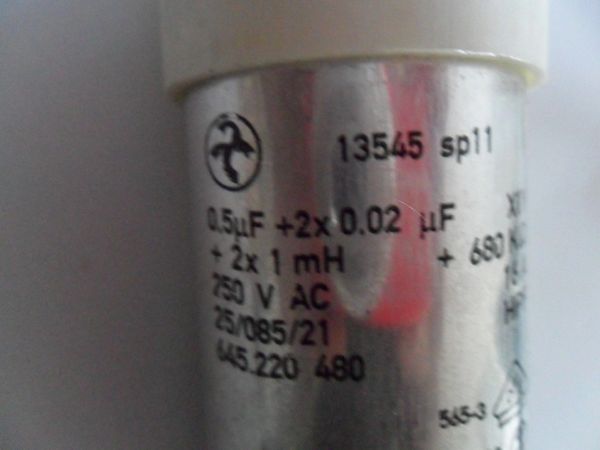 13545 sp11
0.5µF +2x 0.02 µF
+ 2x 1 mH + 680
250 V AC
25/085/21
645.220 480
565-3